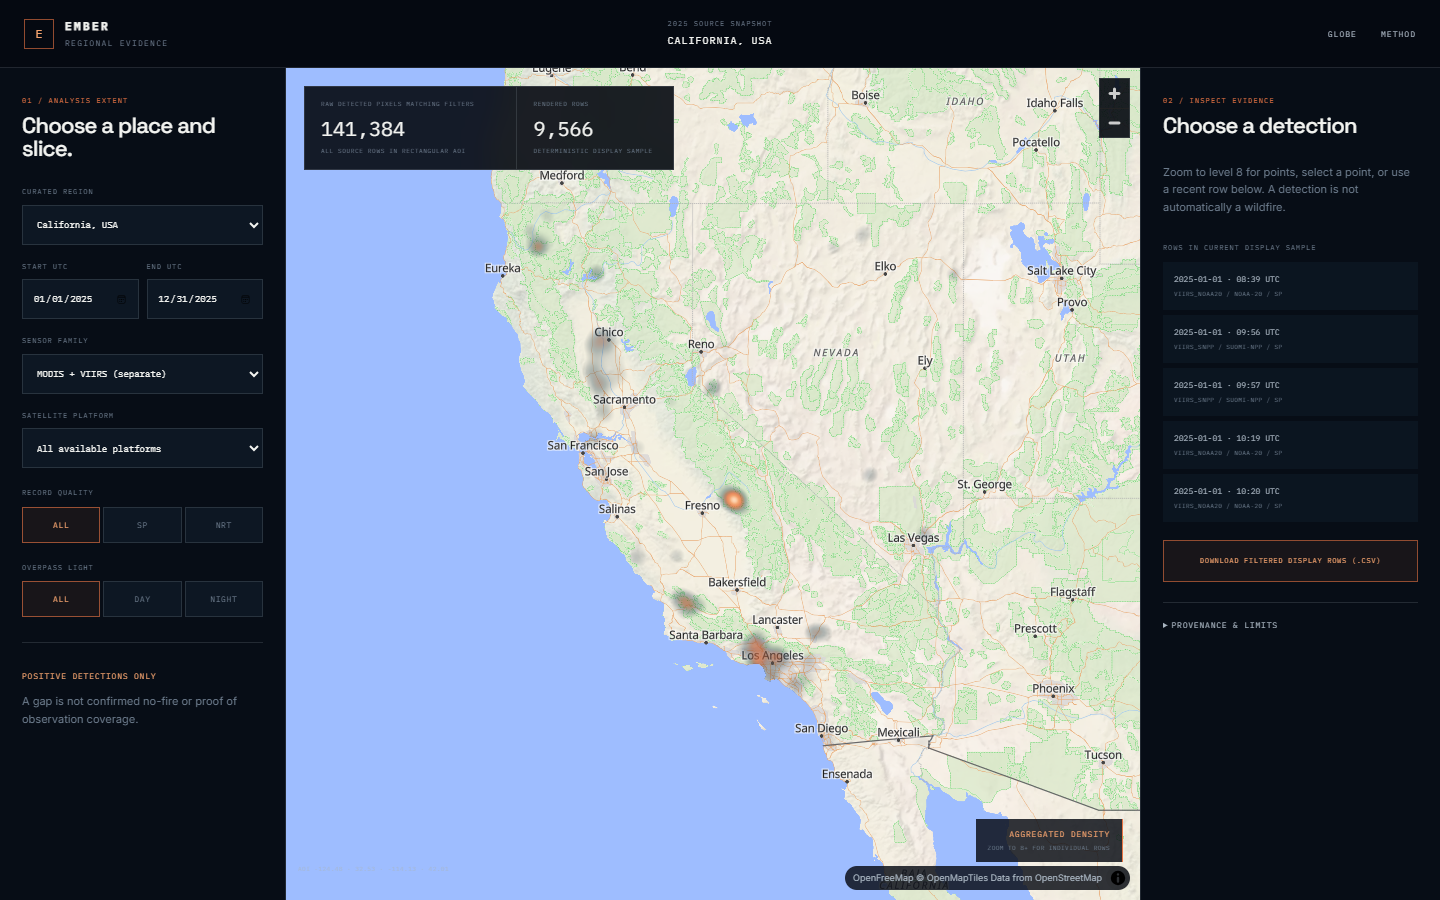 E
EMBER
REGIONAL EVIDENCE
2025 SOURCE SNAPSHOT
CALIFORNIA, USA
GLOBE
METHOD
01 / ANALYSIS EXTENT
Choose a place and
slice.
CURATED REGION
California, USA
START UTC
END UTC
01/01/2025
12/31/2025
SENSOR FAMILY
MODIS + VIIRS (separate)
SATELLITE PLATFORM
All available platforms
RECORD QUALITY
ALL
SP
NRT
OVERPASS LIGHT
ALL
DAY
NIGHT
POSITIVE DETECTIONS ONLY
A gap is not confirmed no-fire or proof of
observation coverage.
RAW DETECTED PIXELS MATCHING FILTERS
141,384
ALL SOURCE ROWS IN RECTANGULAR AOI
RENDERED ROWS
9,566
DETERMINISTIC DISPLAY SAMPLE
+
−
Eugene
Bend
Boise
IDAHO
Idaho Falls
Pocatello
Medford
Eureka
Elko
Salt Lake City
Provo
Chico
Reno
NEVADA
Ely
UTAH
Sacramento
San Francisco
San Jose
St. George
Salinas
Fresno
Las Vegas
Bakersfield
Flagstaff
Lancaster
Prescott
Santa Barbara
Los Angeles
Phoenix
San Diego
Mexicali
Tucson
Ensenada
AGGREGATED DENSITY
ZOOM TO 8+ FOR INDIVIDUAL ROWS
CALIFORNIA
OpenFreeMap © OpenMapTiles Data from OpenStreetMap
02 / INSPECT EVIDENCE
Choose a detection
Zoom to level 8 for points, select a point, or use
a recent row below. A detection is not
automatically a wildfire.
ROWS IN CURRENT DISPLAY SAMPLE
2025-01-01 · 08:39 UTC
VIIRS_NOAA20 / NOAA-20 / SP
2025-01-01 · 09:56 UTC
VIIRS_SNPP / SUOMI-NPP / SP
2025-01-01 · 09:57 UTC
VIIRS_SNPP / SUOMI-NPP / SP
2025-01-01 · 10:19 UTC
VIIRS_NOAA20 / NOAA-20 / SP
2025-01-01 · 10:20 UTC
VIIRS_NOAA20 / NOAA-20 / SP
DOWNLOAD FILTERED DISPLAY ROWS (.CSV)
PROVENANCE & LIMITS